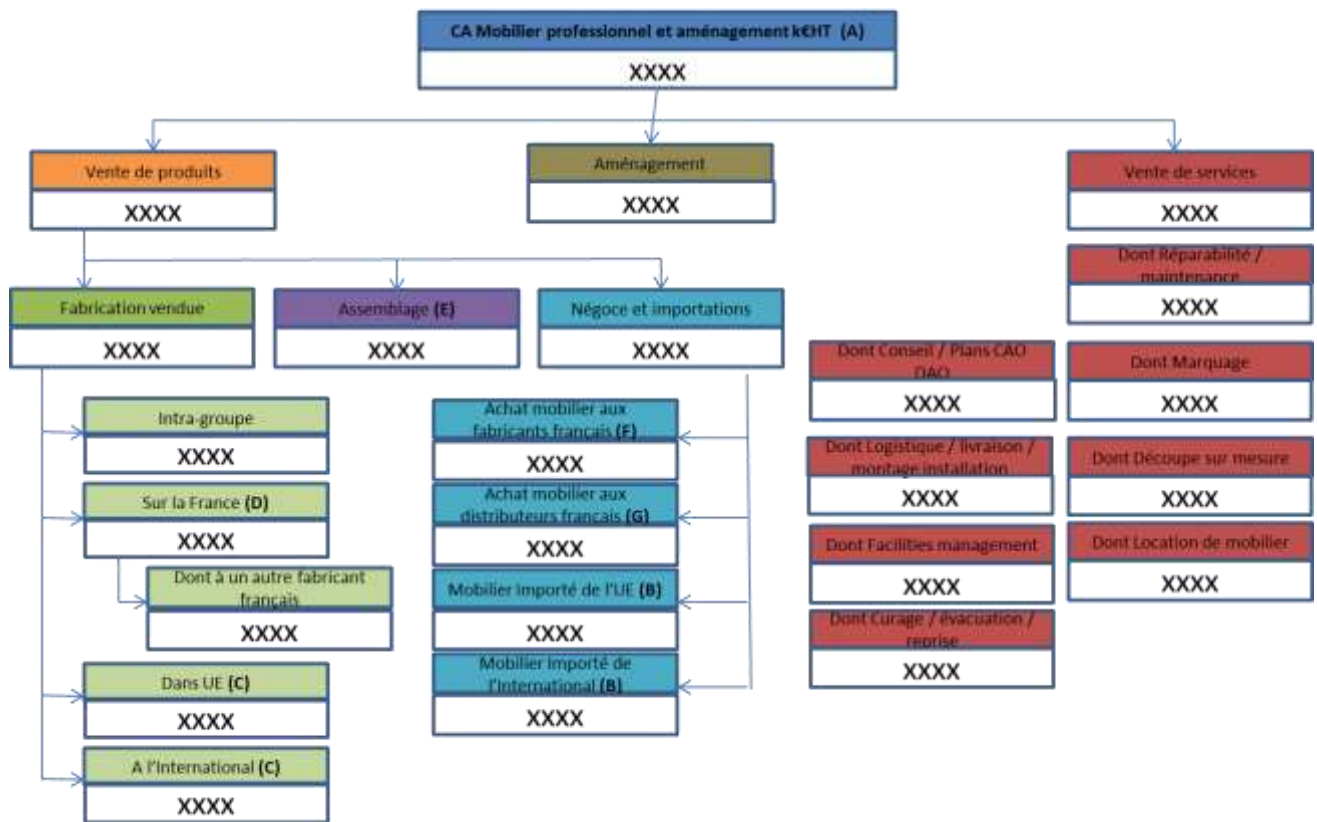 CA Mobilier professionnel et aménagement k€HT (A)
XXXX
Vente de produits
XXXX
Aménagement
XXXX
Vente de services
XXXX
Fabrication vendue
XXXX
Assemblage (E)
XXXX
Négoce et importations
XXXX
Intra-groupe
XXXX
Sur la France (D)
XXXX
Dont à un autre fabricant
français
XXXX
Dans UE (C)
XXXX
A l'International (C)
XXXX
Achat mobilier aux
fabricants français (F)
XXXX
Achat mobilier aux
distributeurs français (G)
XXXX
Mobilier Importé de l'UE (B)
XXXX
Mobilier Importé de
l'International (B)
XXXX
Dont Conseil / Plans CAO
DAO
XXXX
Dont Logistique / livraison /
montage installation
XXXX
Dont Facilities management
XXXX
Dont Curage / évacuation /
reprise
XXXX
Dont Réparabilité /
maintenance
XXXX
Dont Marquage
XXXX
Dont Découpe sur mesure
XXXX
Dont Location de mobilier
XXXX